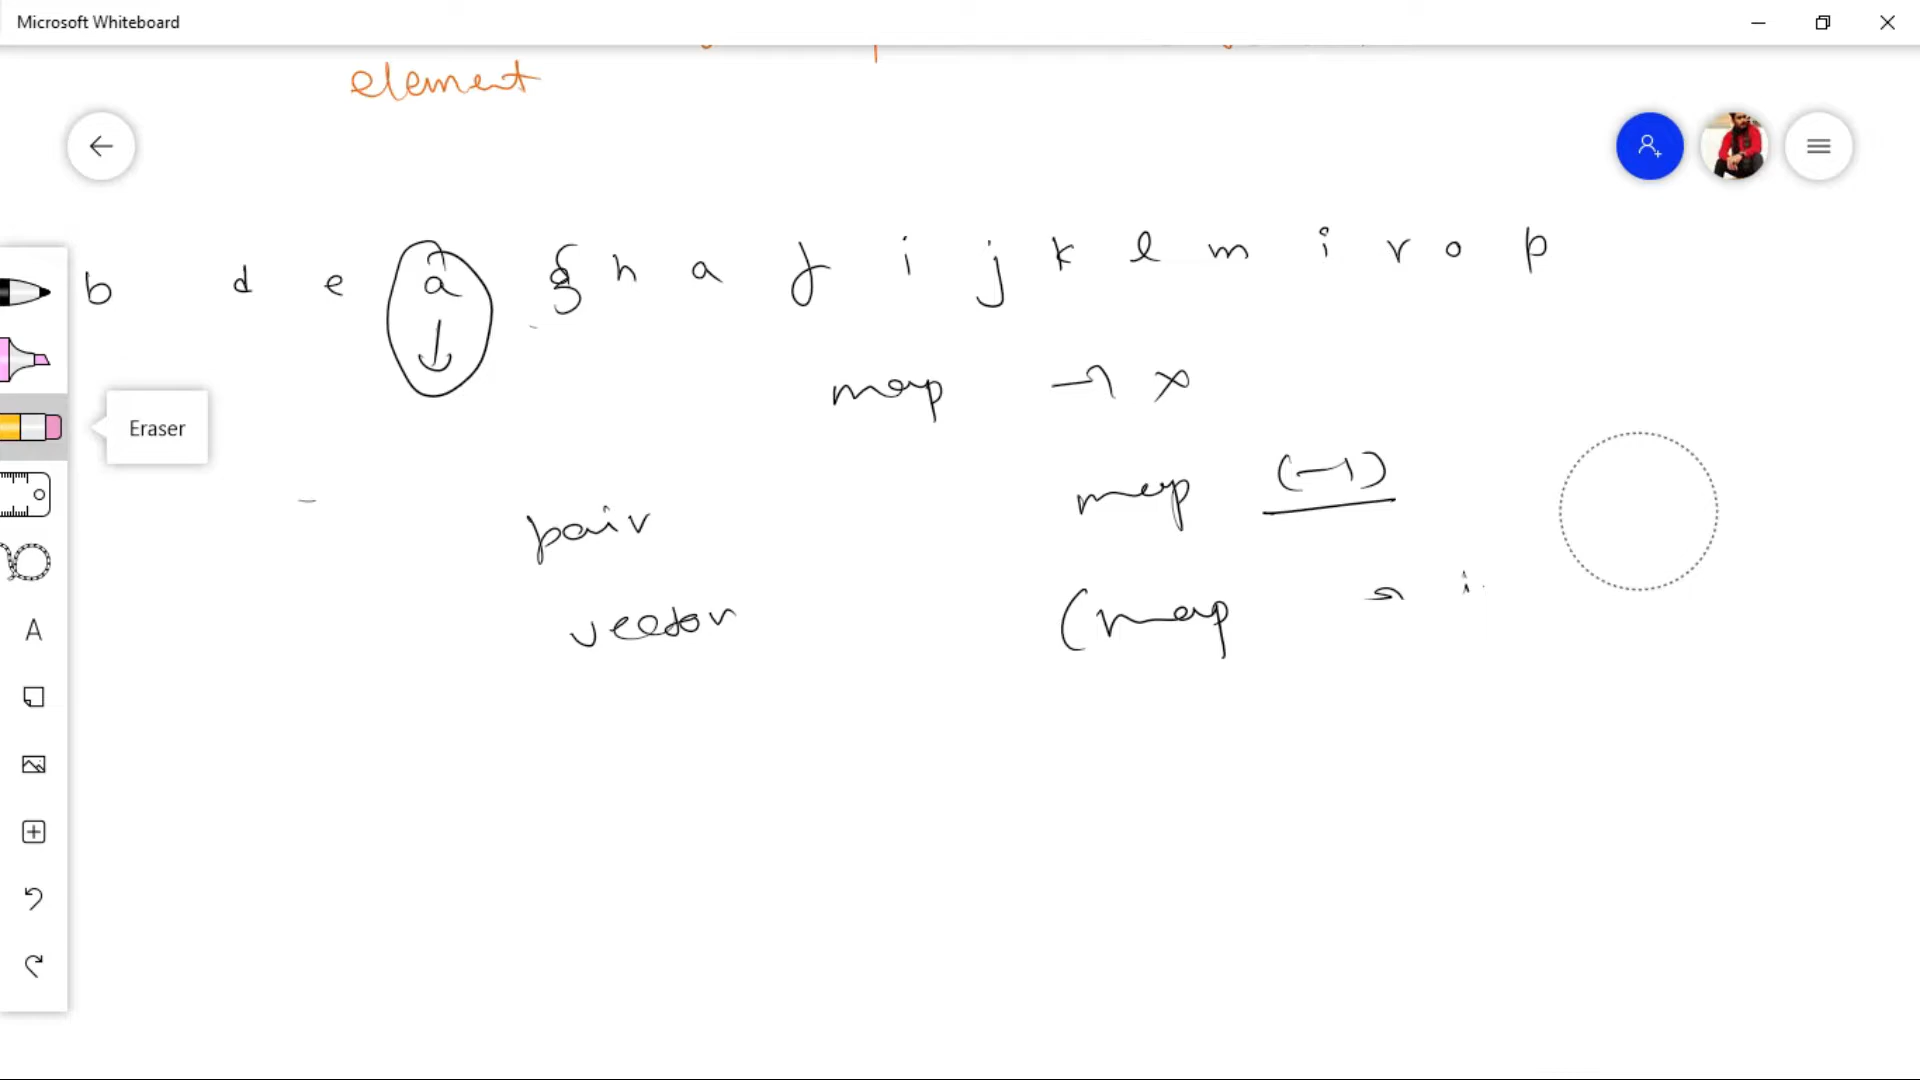 Microsoft Whiteboard
element
b d e a g h a f i j k l m i r o p
map → x
Eraser
map (-1)
pair
(map → i
vector
A